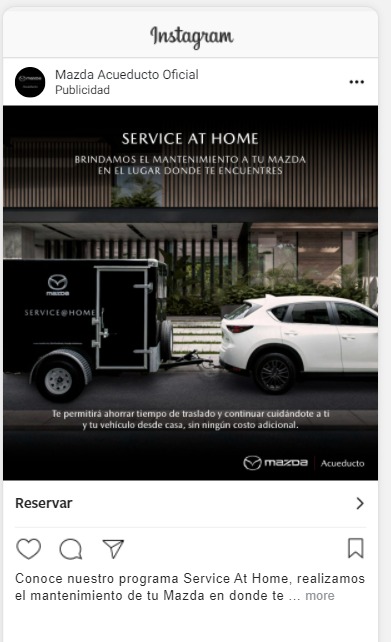 Instagram
Mazda Acueducto Oficial
Publicidad
SERVICE AT HOME
BRINDAMOS EL MANTENIMIENTO A TU MAZDA
EN EL LUGAR DONDE TE ENCUENTRES
mazDa
SERVICE@HOME
Te permitirá ahorrar tiempo de traslado y continuar cuidándote a ti
y tu vehículo desde casa, sin ningún costo adicional.
mazDa Acueducto
Reservar
Conoce nuestro programa Service At Home, realizamos
el mantenimiento de tu Mazda en donde te ... more